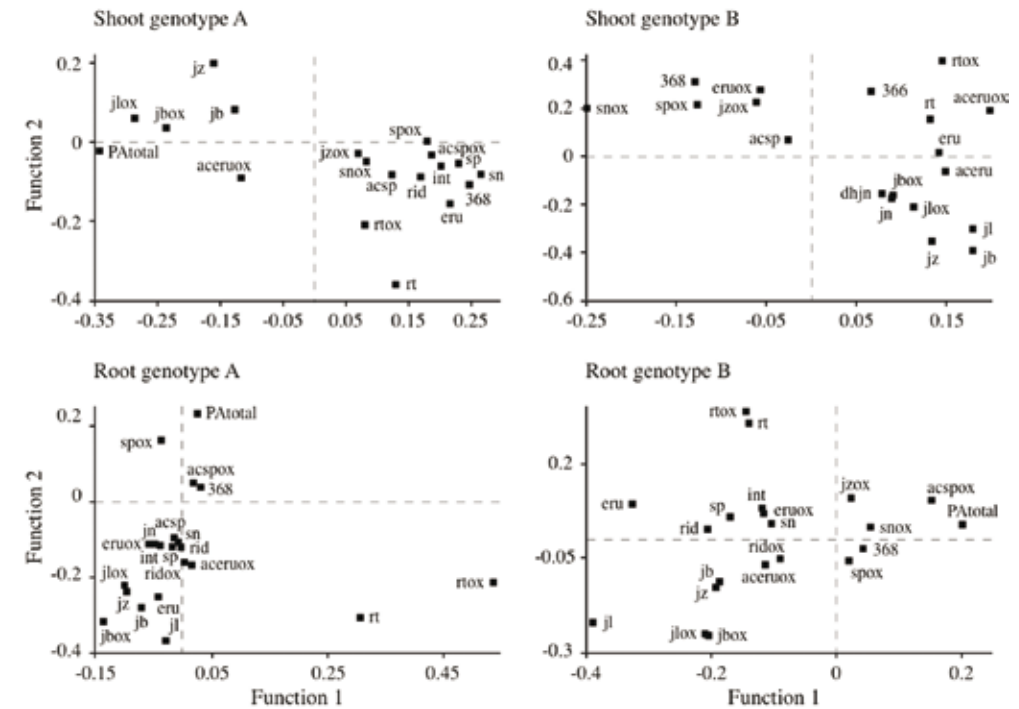 Shoot genotype A
Shoot genotype B
0.2
jz
jlox
jbox
jb
0
PAtotal
aceruox
spox
jzox
acspox
snox
sp
sn
acsp
rid
int
368
eru
-0.2
rtox
rt
-0.4
Function 2
-0.35
-0.25
-0.15
-0.05
0.05
0.15
0.25
0.4
rtox
368
eruox
366
aceruox
0.2
snox
spox
jzox
rt
acsp
eru
0
aceru
dhjn
jbox
jn
jlox
-0.2
jl
jz
jb
-0.4
-0.6
-0.25
-0.15
-0.05
0.05
0.15
Root genotype A
Root genotype B
0.2
PAtotal
spox
acspox
368
0
acsp
jn
sn
eruox
int
sp
rid
ridox
aceruox
jlox
rtox
-0.2
jz
eru
jb
rt
jbox
jl
-0.4
Function 2
-0.15
0.05
0.25
0.45
Function 1
rtox
rt
0.2
jzox
acspox
eru
sp
int
eruox
PAtotal
rid
sn
snox
-0.05
ridox
368
aceruox
spox
jb
jz
jl
jlox
jbox
-0.3
-0.4
-0.2
0
0.2
Function 1